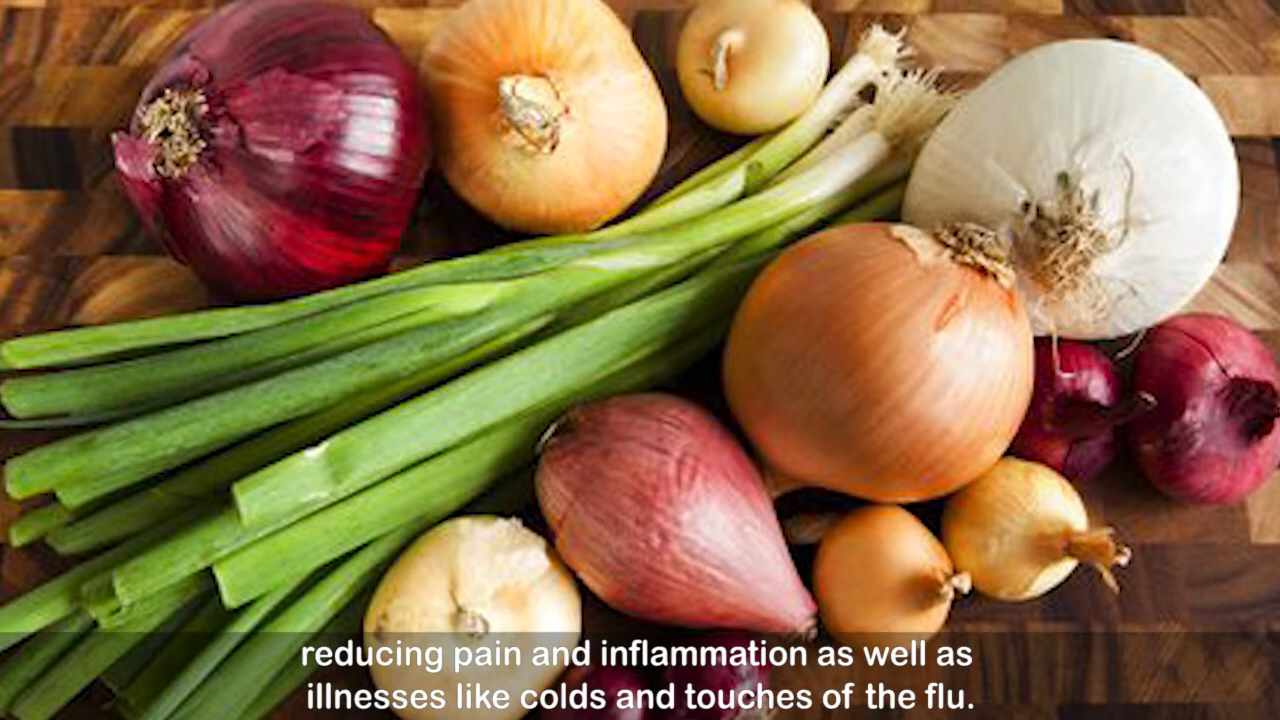 reducing pain and inflammation as well as
illnesses like colds and touches of the flu.